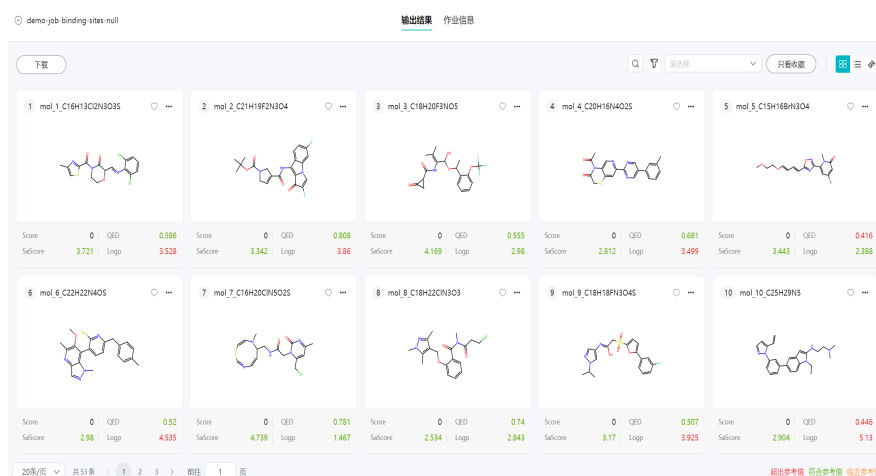 demo-job-binding-sites-null
输出结果 作业信息
下载
请选择
只看收藏
1 mol_1_C16H13Cl2N3O3S
2 mol_2_C21H19F2N3O4
3 mol_3_C18H20F3NO5
4 mol_4_C20H16N4O2S
5 mol_5_C15H16BrN3O4
Score 0 QED 0.586
SaScore 3.721 Logp 3.528
Score 0 QED 0.808
SaScore 3.342 Logp 3.86
Score 0 QED 0.555
SaScore 4.169 Logp 2.98
Score 0 QED 0.681
SaScore 2.812 Logp 3.499
Score 0 QED 0.416
SaScore 3.443 Logp 2.388
6 mol_6_C22H22N4OS
7 mol_7_C16H20ClN5O2S
8 mol_8_C18H22ClN3O3
9 mol_9_C18H18FN3O4S
10 mol_10_C25H29N5
Score 0 QED 0.52
SaScore 2.98 Logp 4.535
Score 0 QED 0.781
SaScore 4.739 Logp 1.467
Score 0 QED 0.74
SaScore 2.534 Logp 2.843
Score 0 QED 0.507
SaScore 3.17 Logp 3.925
Score 0 QED 0.446
SaScore 2.904 Logp 5.13
20条/页 共 53 条 1 2 3 前往 1 页
超出参考值 符合参考值 临近参考